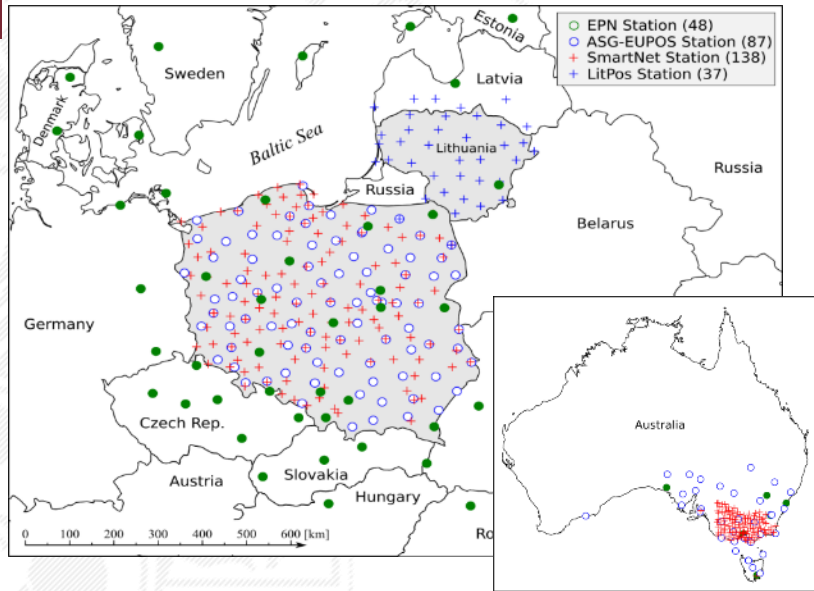 Estonia
EPN Station (48)
ASG-EUPOS Station (87)
SmartNet Station (138)
LitPos Station (37)
Sweden
Latvia
Denmark
Baltic Sea
Lithuania
Russia
Russia
Belarus
Germany
Czech Rep.
Austria
Slovakia
Hungary
Ro
0 100 200 300 400 500 600 [km]
Australia